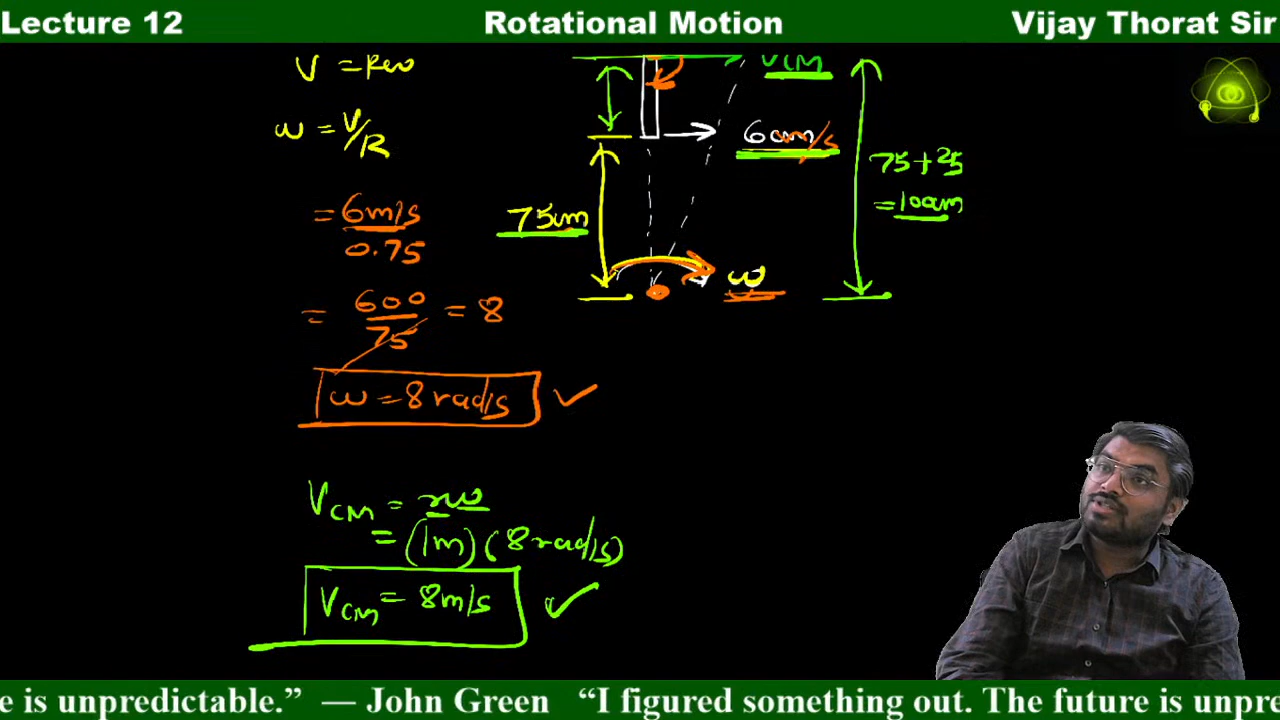 Lecture 12 Rotational Motion Vijay Thorat Sir
V = Rω
VCM
ω = V/R
6cm/s
75+25
= 100cm
= 6m/s
0.75
75cm
ω
= 600/75 = 8
ω = 8 rad/s
VCM = rω
= (1m) (8 rad/s)
VCM = 8m/s
e is unpredictable.” — John Green “I figured something out. The future is unpre